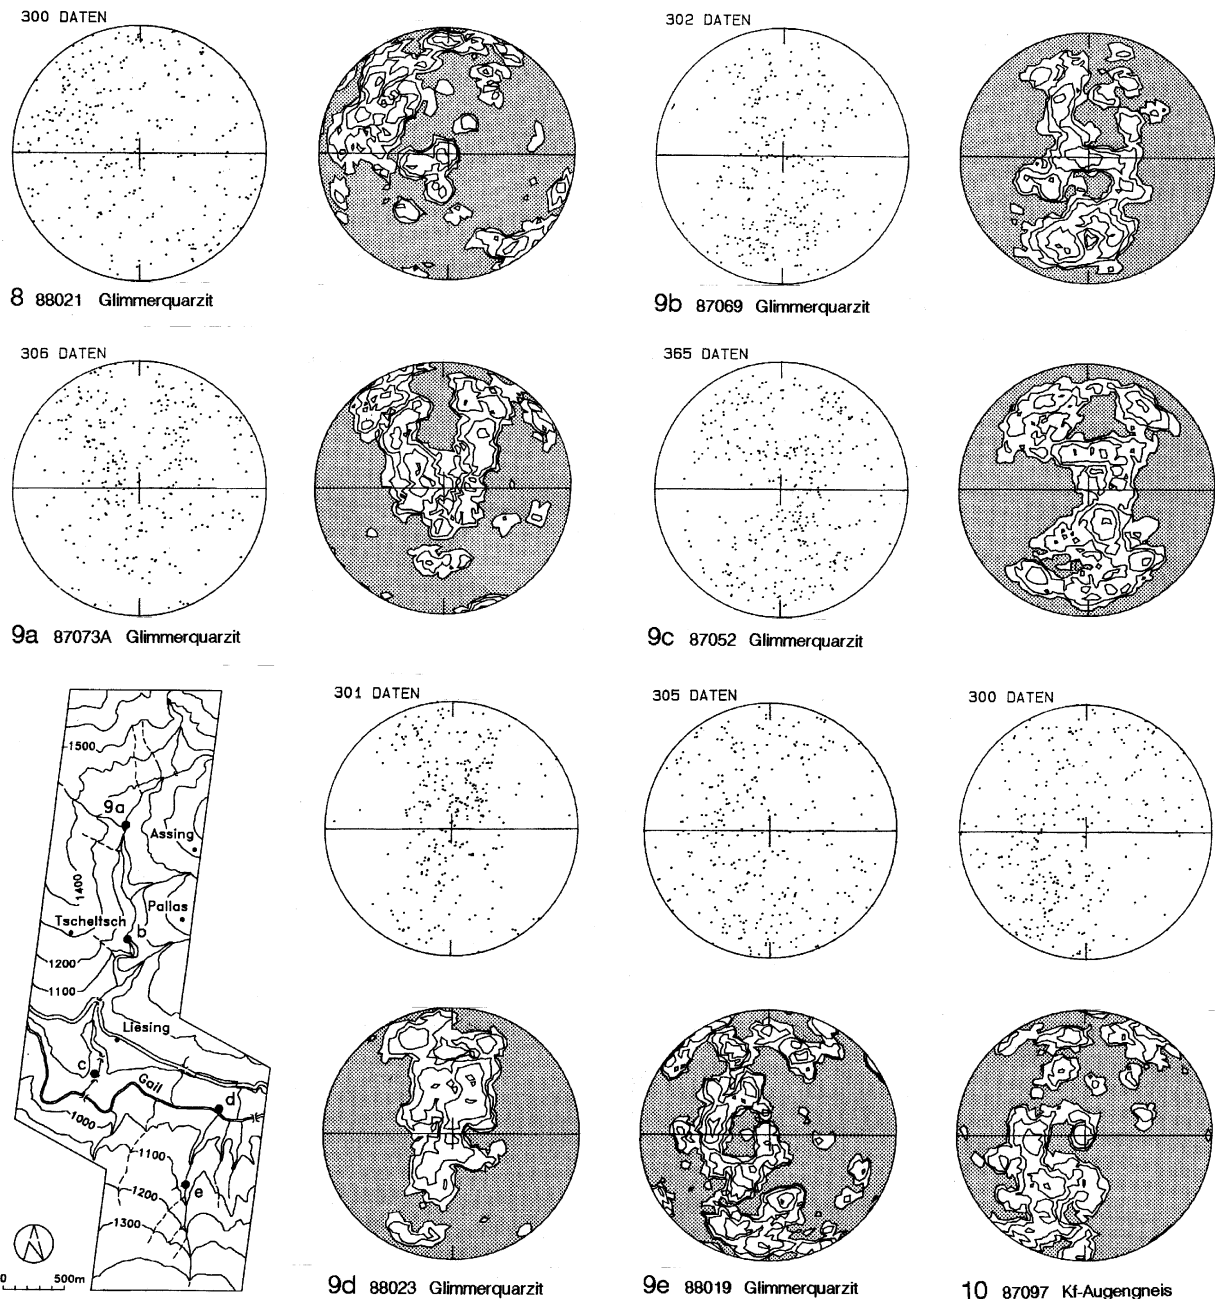 300 DATEN
302 DATEN
8 88021 Glimmerquarzit
9b 87069 Glimmerquarzit
306 DATEN
365 DATEN
9a 87073A Glimmerquarzit
9c 87052 Glimmerquarzit
301 DATEN
305 DATEN
300 DATEN
1500
9a
Assing
1400
Pallas
Tscheltsch
b
1200
1100
Liesing
c
Gail
d
1000
1100
1200
e
1300
0 500m
9d 88023 Glimmerquarzit
9e 88019 Glimmerquarzit
10 87097 Kf-Augengneis